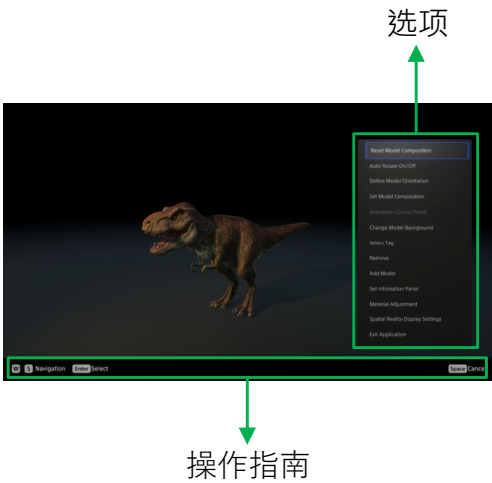 选项
Reset Model Composition
Auto Rotate On/Off
Define Model Orientation
Set Model Composition
Animation Control Panel
Change Model Background
Select Tag
Remove
Add Model
Set Infomation Panel
Material Adjustment
Spatial Reality Display Settings
Exit Application
W S Navigation Enter Select Space Cancel
操作指南